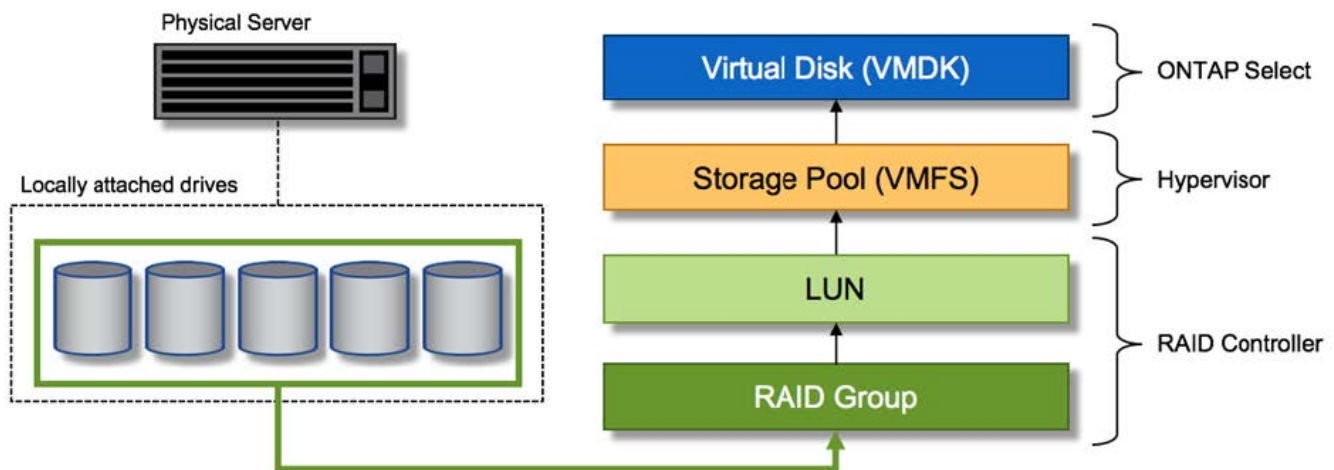 Physical Server
Locally attached drives
Virtual Disk (VMDK)
ONTAP Select
Storage Pool (VMFS)
Hypervisor
LUN
RAID Controller
RAID Group